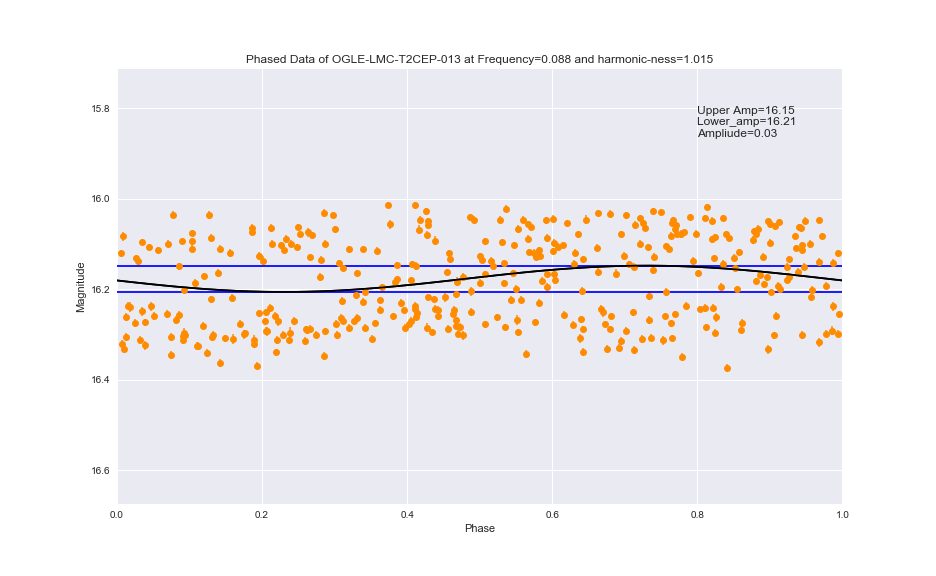 Phased Data of OGLE-LMC-T2CEP-013 at Frequency=0.088 and harmonic-ness=1.015
Upper Amp=16.15
Lower_amp=16.21
Ampliude=0.03
15.8
16.0
16.2
16.4
16.6
Magnitude
0.0 0.2 0.4 0.6 0.8 1.0
Phase